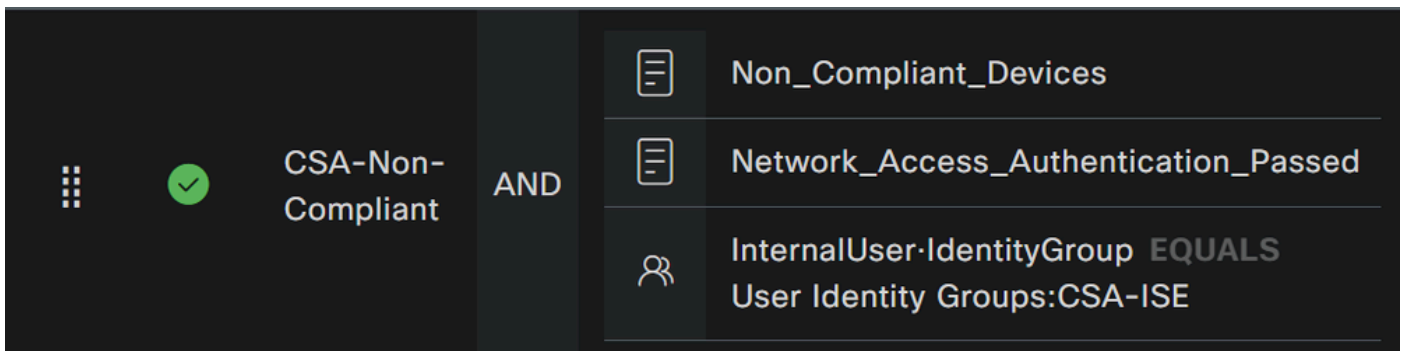 CSA-Non-
Compliant
AND
Non_Compliant_Devices
Network_Access_Authentication_Passed
InternalUser·IdentityGroup EQUALS
User Identity Groups:CSA-ISE